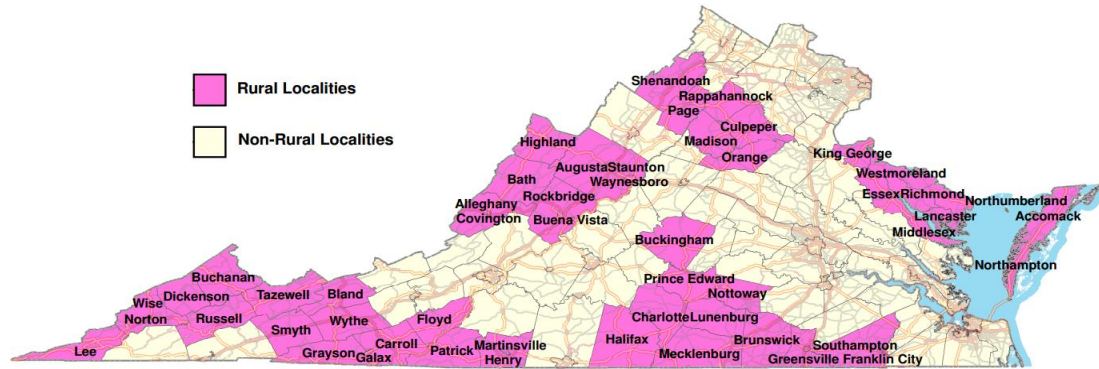 Rural Localities
Non-Rural Localities
Shenandoah
Rappahannock
Page
Culpeper
Madison
Orange
Highland
Augusta
Staunton
Waynesboro
Bath
Rockbridge
Alleghany
Covington
Buena Vista
King George
Westmoreland
Essex
Richmond
Northumberland
Lancaster
Accomack
Middlesex
Northampton
Buckingham
Prince Edward
Nottoway
Charlotte
Lunenburg
Halifax
Brunswick
Mecklenburg
Southampton
Greensville
Franklin City
Buchanan
Dickenson
Wise
Tazewell
Bland
Norton
Russell
Smyth
Wythe
Floyd
Lee
Grayson
Carroll
Galax
Patrick
Martinsville
Henry